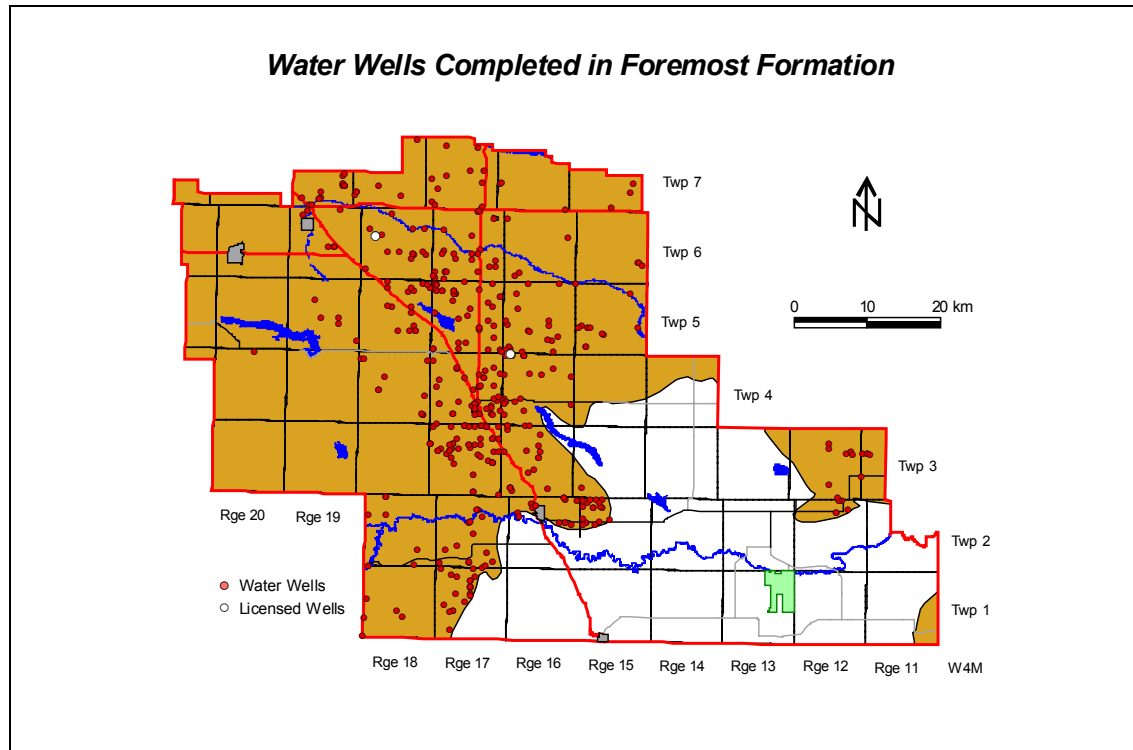 Water Wells Completed in Foremost Formation
Twp 7
N
Twp 6
0 10 20 km
Twp 5
Twp 4
Twp 3
Rge 20 Rge 19
Twp 2
Water Wells
Licensed Wells
Twp 1
Rge 18 Rge 17 Rge 16 Rge 15 Rge 14 Rge 13 Rge 12 Rge 11 W4M